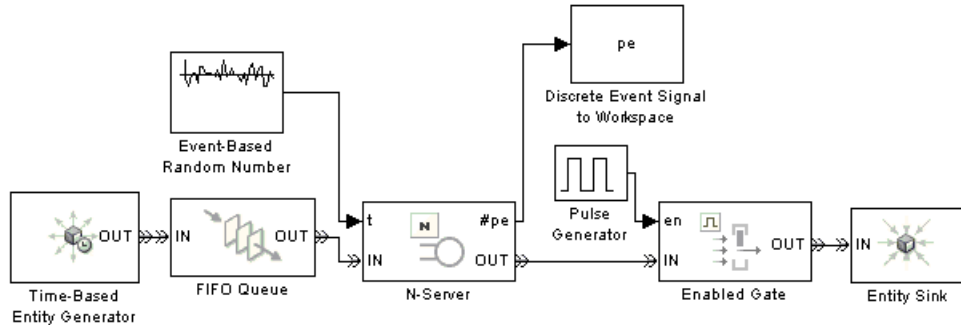 pe
Discrete Event Signal
to Workspace
Event-Based
Random Number
t
N
#pe
IN
OUT
N-Server
Pulse
Generator
en
IN
OUT
Enabled Gate
OUT
Time-Based
Entity Generator
IN
OUT
FIFO Queue
IN
Entity Sink